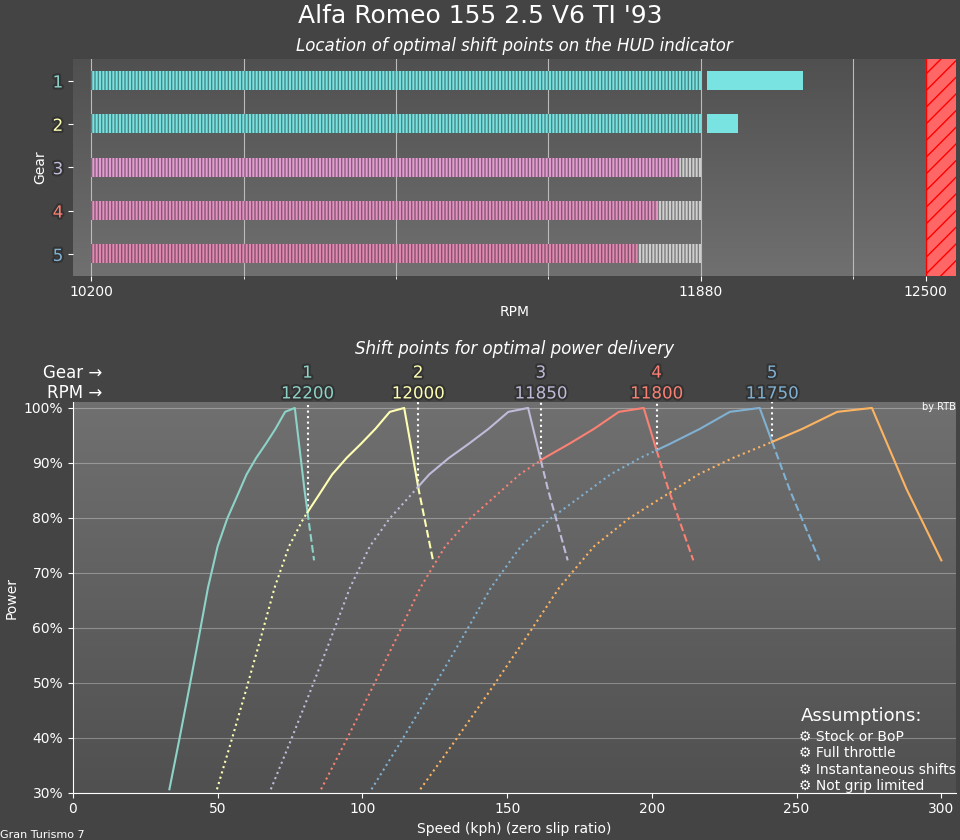 Alfa Romeo 155 2.5 V6 TI '93
Location of optimal shift points on the HUD indicator
Gear
1
2
3
4
5
10200 11880 12500
RPM
Shift points for optimal power delivery
Gear → 1 2 3 4 5
RPM → 12200 12000 11850 11800 11750
by RTB
Power
100%
90%
80%
70%
60%
50%
40%
30%
Assumptions:
⚙ Stock or BoP
⚙ Full throttle
⚙ Instantaneous shifts
⚙ Not grip limited
0 50 100 150 200 250 300
Speed (kph) (zero slip ratio)
Gran Turismo 7